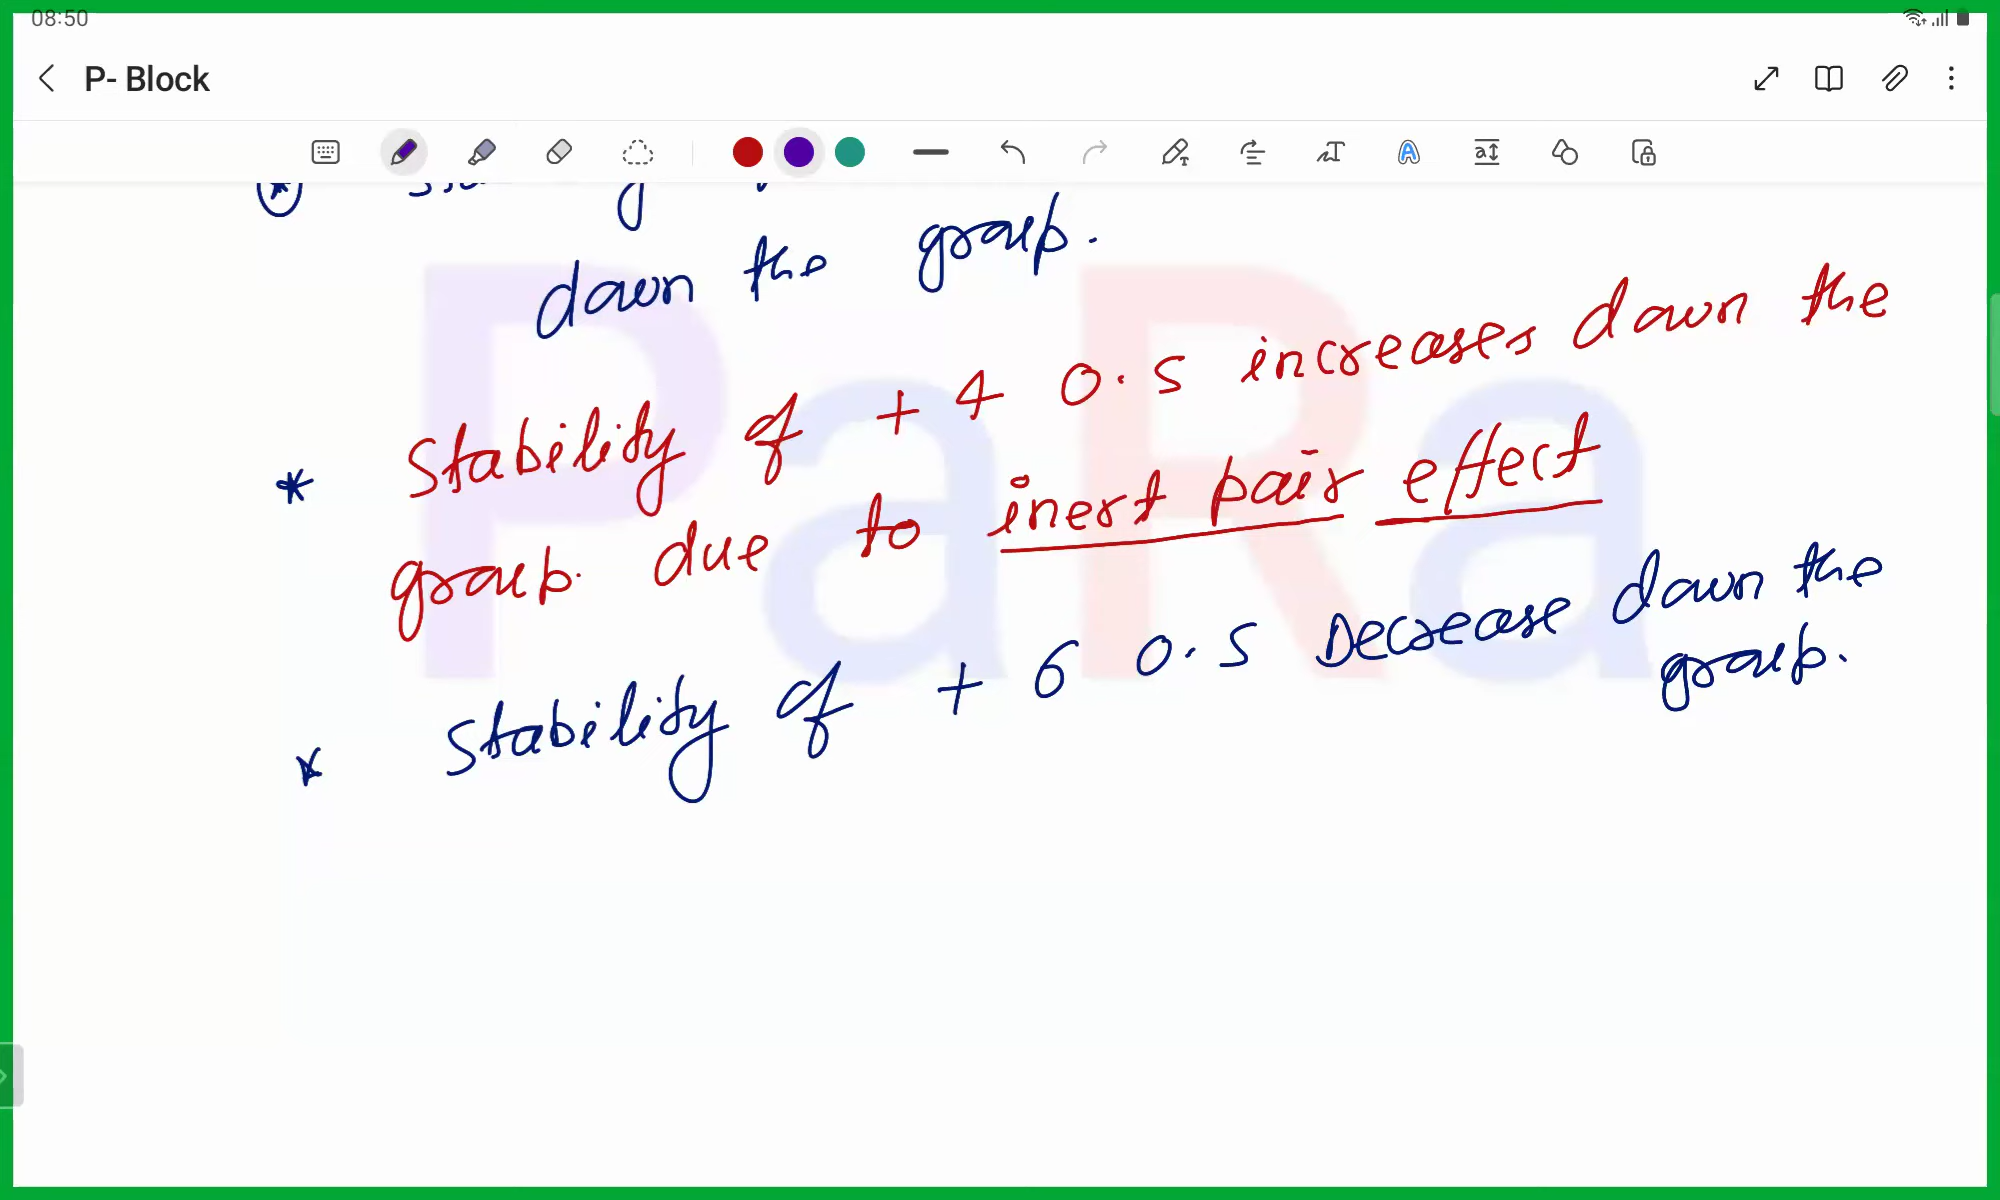 08:50
P- Block
down the group.
* Stability of + 4 O.S increases down the
group. due to inert pair effect
* Stability of + 6 O.S Decrease down the
group.
PaRa